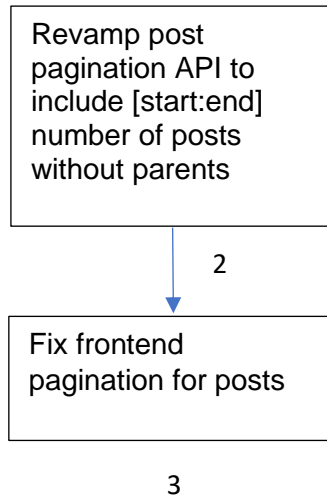 Revamp post
pagination API to
include [start:end]
number of posts
without parents
2
Fix frontend
pagination for posts
3